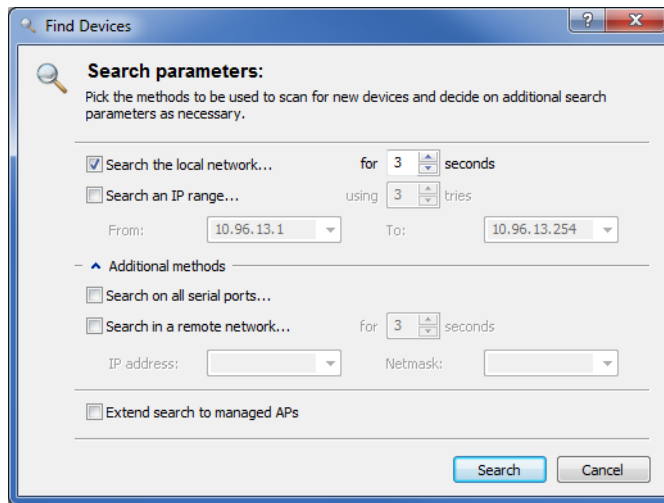 Find Devices
Search parameters:
Pick the methods to be used to scan for new devices and decide on additional search
parameters as necessary.
Search the local network... for 3 seconds
Search an IP range... using 3 tries
From: 10.96.13.1 To: 10.96.13.254
Additional methods
Search on all serial ports...
Search in a remote network... for 3 seconds
IP address: Netmask:
Extend search to managed APs
Search Cancel